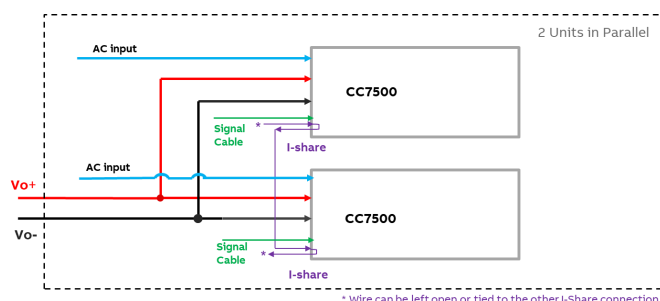 2 Units in Parallel
AC input
CC7500
Signal
Cable
*
I-share
AC input
Vo+
CC7500
Vo-
Signal
Cable
*
I-share
* Wire can be left open or tied to the other I-Share connection